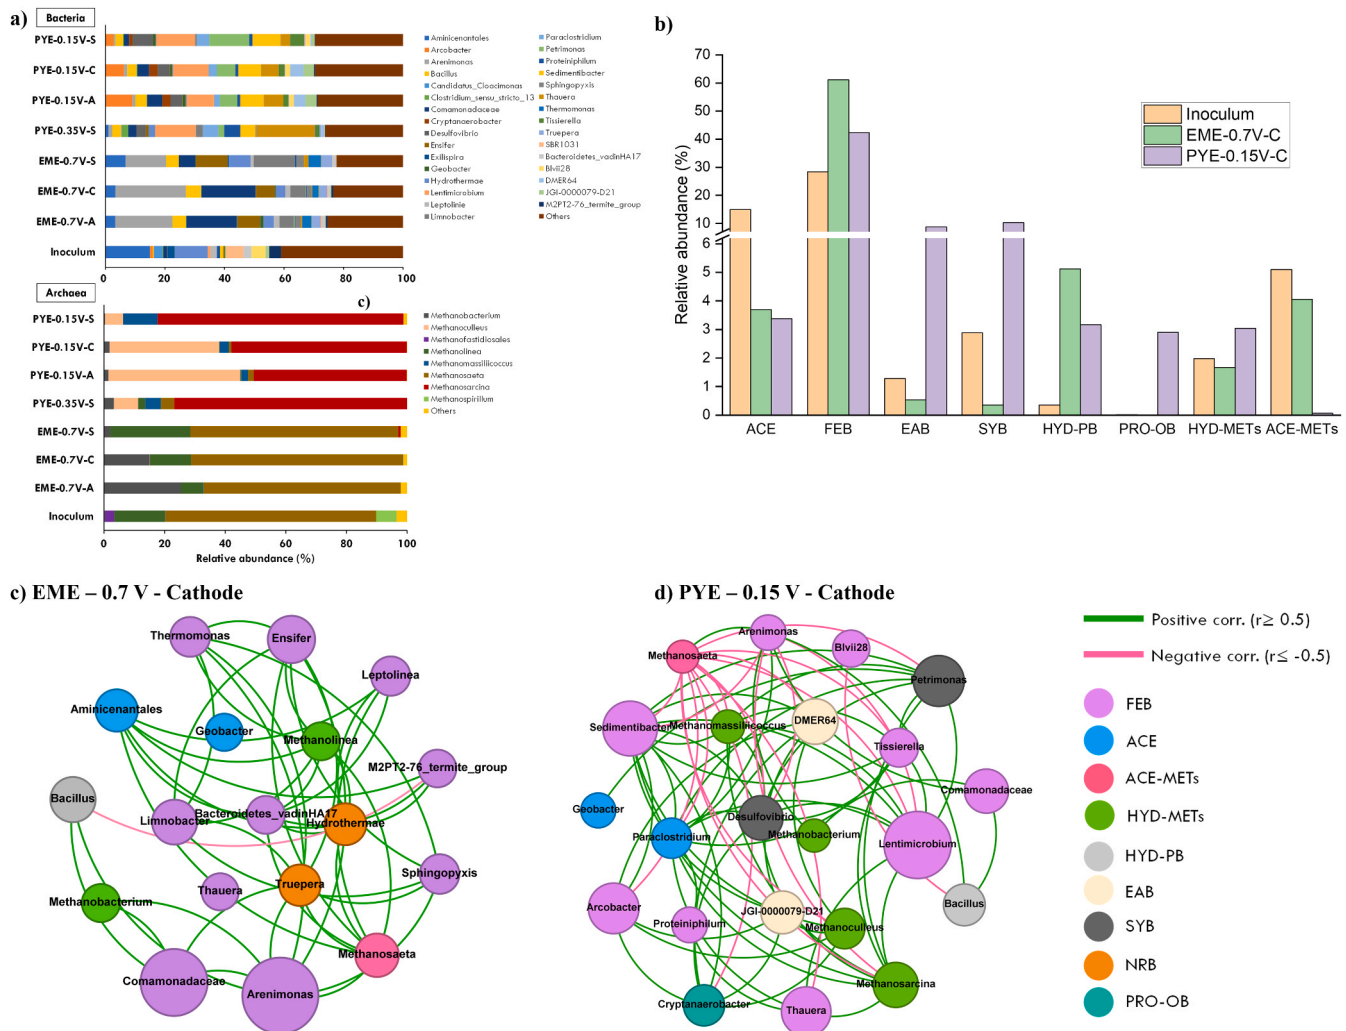 a)
Bacteria
PYE-0.15V-S
PYE-0.15V-C
PYE-0.15V-A
PYE-0.35V-S
EME-0.7V-S
EME-0.7V-C
EME-0.7V-A
Inoculum
0 20 40 60 80 100
Aminicenantales
Arcobacter
Arenimonas
Bacillus
Candidatus_Cloacimonas
Clostridium_sensu_stricto_13
Comamonadaceae
Cryptanaerobacter
Desulfovibrio
Ensifer
Exilispira
Geobacter
Hydrothermae
Lentimicrobium
Leptolinie
Limnobacter
Paraclostridium
Petrimonas
Proteiniphilum
Sedimentibacter
Sphingopyxis
Thauera
Thermomonas
Tissierella
Truepera
SBR1031
Bacteroidetes_vadinHA17
Blvii28
DMER64
JGI-0000079-D21
M2PT2-76_termite_group
Others
Archaea
c)
PYE-0.15V-S
PYE-0.15V-C
PYE-0.15V-A
PYE-0.35V-S
EME-0.7V-S
EME-0.7V-C
EME-0.7V-A
Inoculum
0 20 40 60 80 100
Relative abundance (%)
Methanobacterium
Methanoculleus
Methanofastidiosales
Methanolinea
Methanomassiliicoccus
Methanosaeta
Methanosarcina
Methanospirillum
Others
b)
Relative abundance (%)
70
60
50
40
30
20
10
6
5
4
3
2
1
0
Inoculum
EME-0.7V-C
PYE-0.15V-C
ACE FEB EAB SYB HYD-PB PRO-OB HYD-METs ACE-METs
c) EME – 0.7 V - Cathode
Thermomonas
Ensifer
Leptolinea
Aminicenantales
Geobacter
Methanolinea
M2PT2-76_termite_group
Bacillus
Bacteroidetes_vadinHA17
Limnobacter
Hydrothermae
Sphingopyxis
Thauera
Truepera
Methanobacterium
Methanosaeta
Comamonadaceae
Arenimonas
d) PYE – 0.15 V - Cathode
Arenimonas
Methanosaeta
Blvii28
Petrimonas
Sedimentibacter
Methanomassiliicoccus
DMER64
Tissierella
Comamonadaceae
Geobacter
Desulfovibrio
Paraclostridium
Methanobacterium
Lentimicrobium
Arcobacter
JGI-0000079-D21
Bacillus
Proteiniphilum
Methanoculleus
Methanosarcina
Cryptanaerobacter
Thauera
Positive corr. (r≥ 0.5)
Negative corr. (r≤ -0.5)
FEB
ACE
ACE-METs
HYD-METs
HYD-PB
EAB
SYB
NRB
PRO-OB